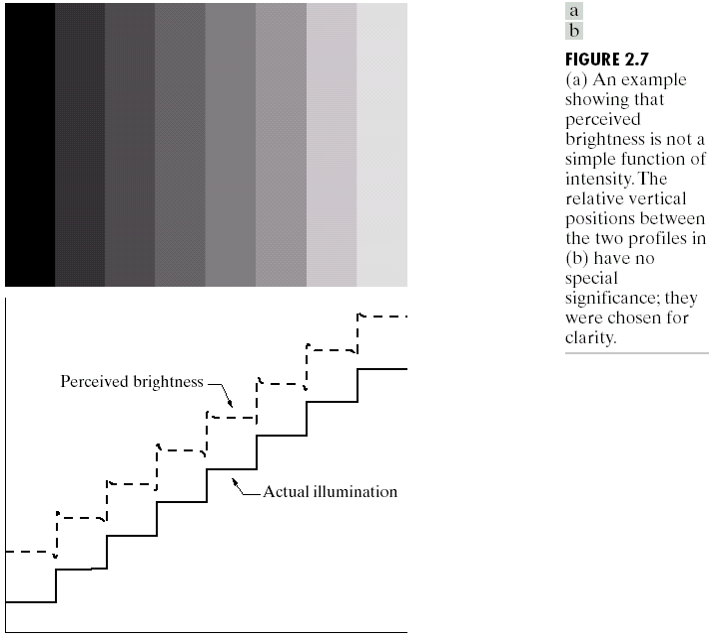 a
b
FIGURE 2.7
(a) An example
showing that
perceived
brightness is not a
simple function of
intensity. The
relative vertical
positions between
the two profiles in
(b) have no
special
significance; they
were chosen for
clarity.
Perceived brightness
Actual illumination